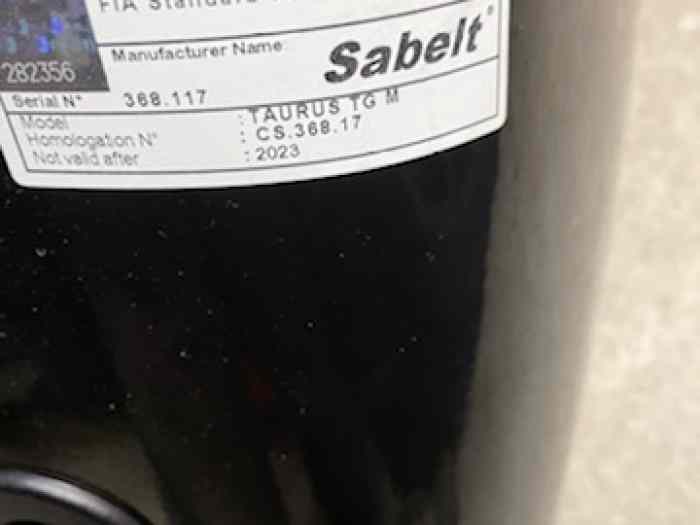 FIA Standard
Manufacturer Name: Sabelt
282356
Serial N° 368.117
Model : TAURUS TG M
Homologation N° : CS.368.17
Not valid after : 2023